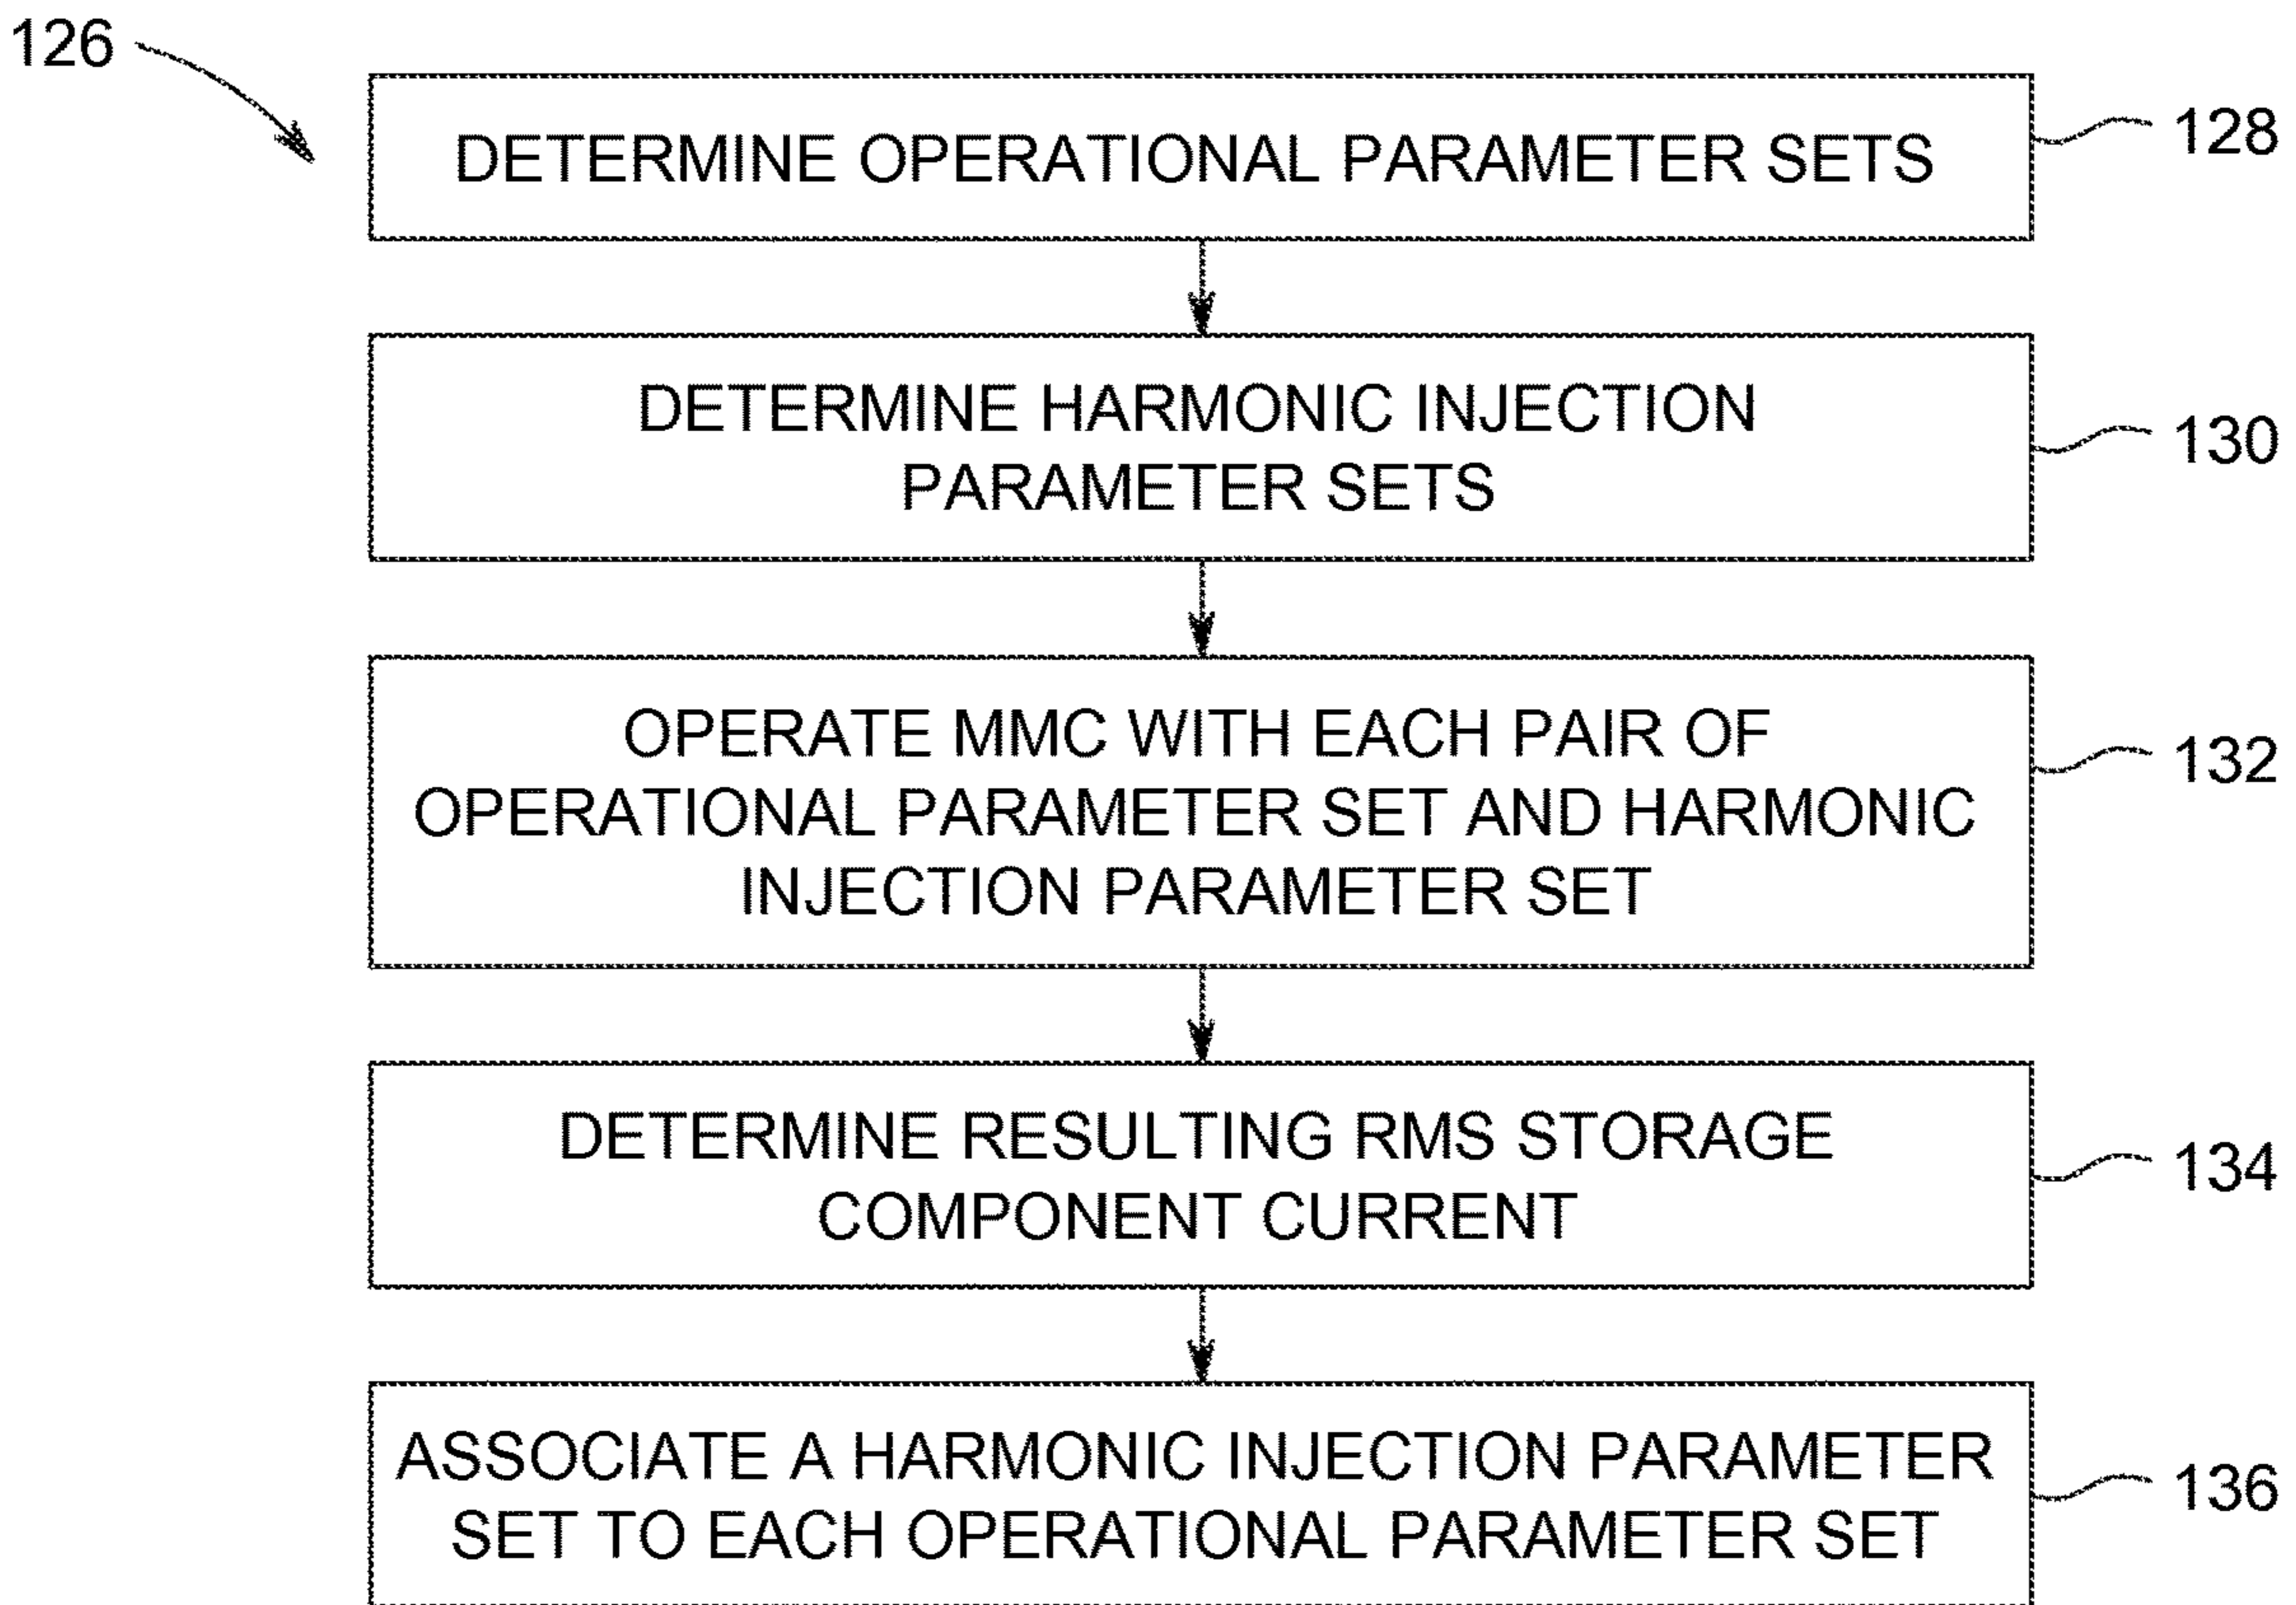 126
DETERMINE OPERATIONAL PARAMETER SETS
128
DETERMINE HARMONIC INJECTION
PARAMETER SETS
130
OPERATE MMC WITH EACH PAIR OF
OPERATIONAL PARAMETER SET AND HARMONIC
INJECTION PARAMETER SET
132
DETERMINE RESULTING RMS STORAGE
COMPONENT CURRENT
134
ASSOCIATE A HARMONIC INJECTION PARAMETER
SET TO EACH OPERATIONAL PARAMETER SET
136